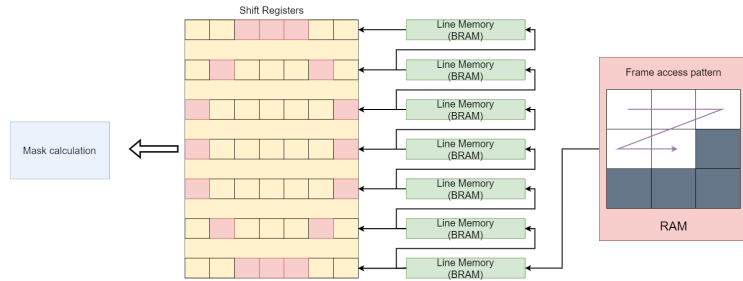 Shift Registers
Line Memory
(BRAM)
Line Memory
(BRAM)
Line Memory
(BRAM)
Line Memory
(BRAM)
Line Memory
(BRAM)
Line Memory
(BRAM)
Line Memory
(BRAM)
Mask calculation
Frame access pattern
RAM